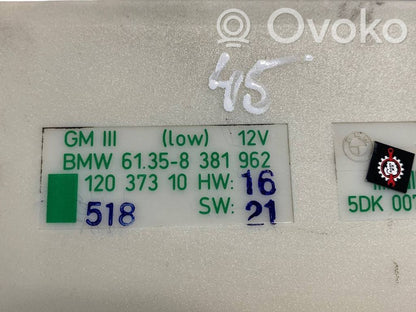 Ovoko
45
GM III (low) 12V
BMW 61.35-8 381 962
120 373 10 HW: 16
518 SW: 21
5DK 007